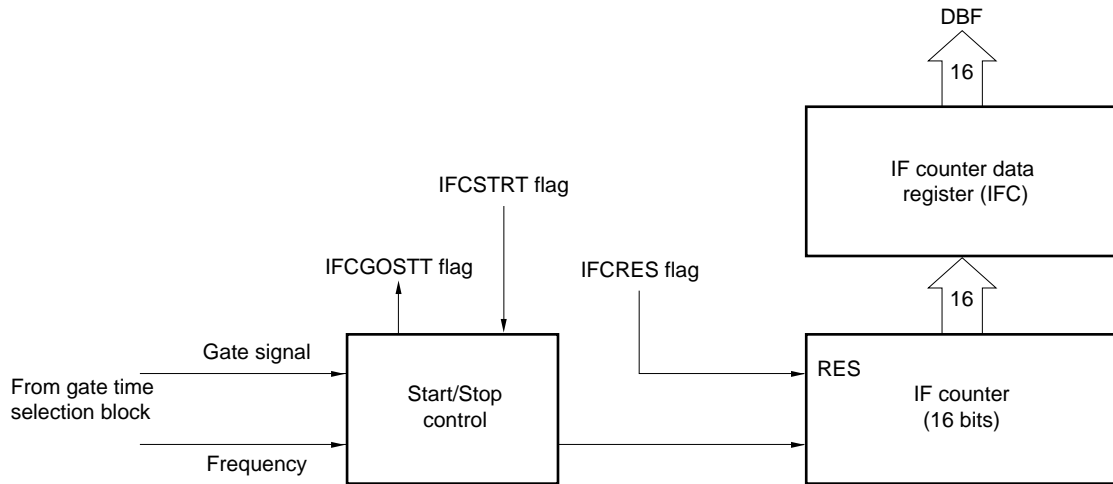 DBF
16
IF counter data
register (IFC)
IFCSTRT flag
IFCGOSTT flag
IFCRES flag
16
Gate signal
RES
From gate time
selection block
Start/Stop
control
IF counter
(16 bits)
Frequency